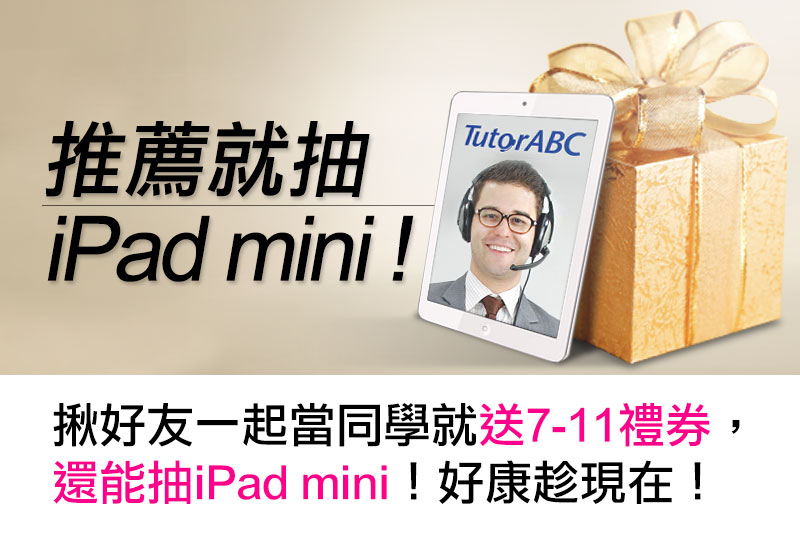 推薦就抽
iPad mini！
TutorABC
揪好友一起當同學就送7-11禮券，
還能抽iPad mini！好康趁現在！